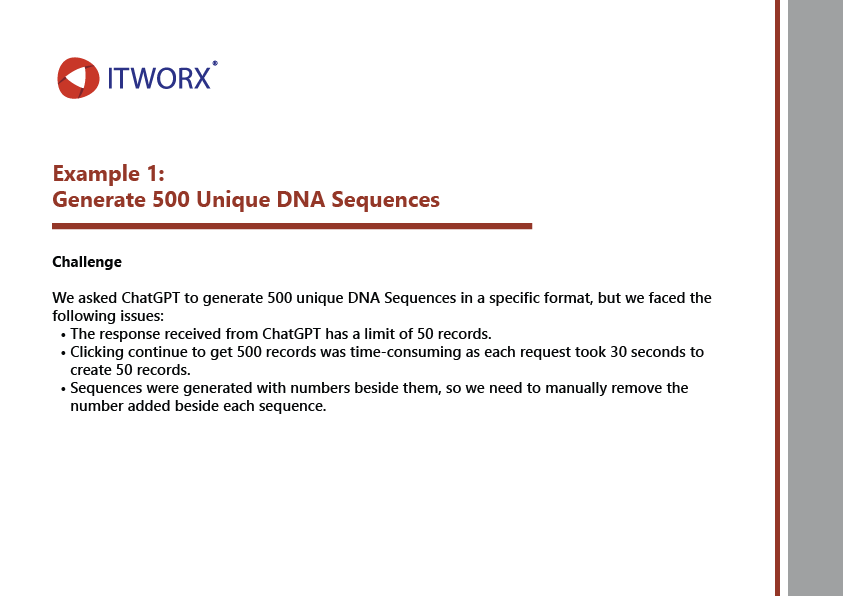 ITWORX®
Example 1:
Generate 500 Unique DNA Sequences
Challenge
We asked ChatGPT to generate 500 unique DNA Sequences in a specific format, but we faced the
following issues:
• The response received from ChatGPT has a limit of 50 records.
• Clicking continue to get 500 records was time-consuming as each request took 30 seconds to
create 50 records.
• Sequences were generated with numbers beside them, so we need to manually remove the
number added beside each sequence.